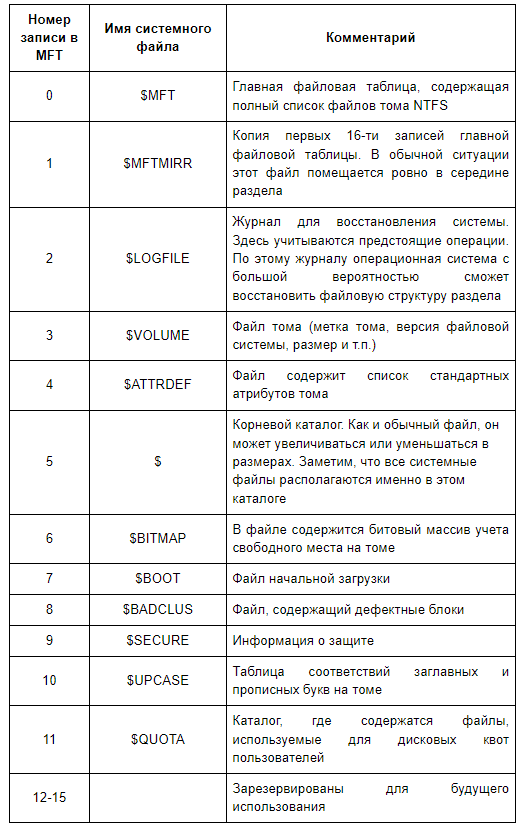 Номер
записи в
MFT
Имя системного
файла
Комментарий
0
$MFT
Главная файловая таблица, содержащая
полный список файлов тома NTFS
1
$MFTMIRR
Копия первых 16-ти записей главной
файловой таблицы. В обычной ситуации
этот файл помещается ровно в середине
раздела
2
$LOGFILE
Журнал для восстановления системы.
Здесь учитываются предстоящие операции.
По этому журналу операционная система с
большой вероятностью сможет
восстановить файловую структуру раздела
3
$VOLUME
Файл тома (метка тома, версия файловой
системы, размер и т.п.)
4
$ATTRDEF
Файл содержит список стандартных
атрибутов тома
5
$
Корневой каталог. Как и обычный файл, он
может увеличиваться или уменьшаться в
размерах. Заметим, что все системные
файлы располагаются именно в этом
каталоге
6
$BITMAP
В файле содержится битовый массив учета
свободного места на томе
7
$BOOT
Файл начальной загрузки
8
$BADCLUS
Файл, содержащий дефектные блоки
9
$SECURE
Информация о защите
10
$UPCASE
Таблица соответствий заглавных и
прописных букв на томе
11
$QUOTA
Каталог, где содержатся файлы,
используемые для дисковых квот
пользователей
12-15
Зарезервированы для будущего
использования